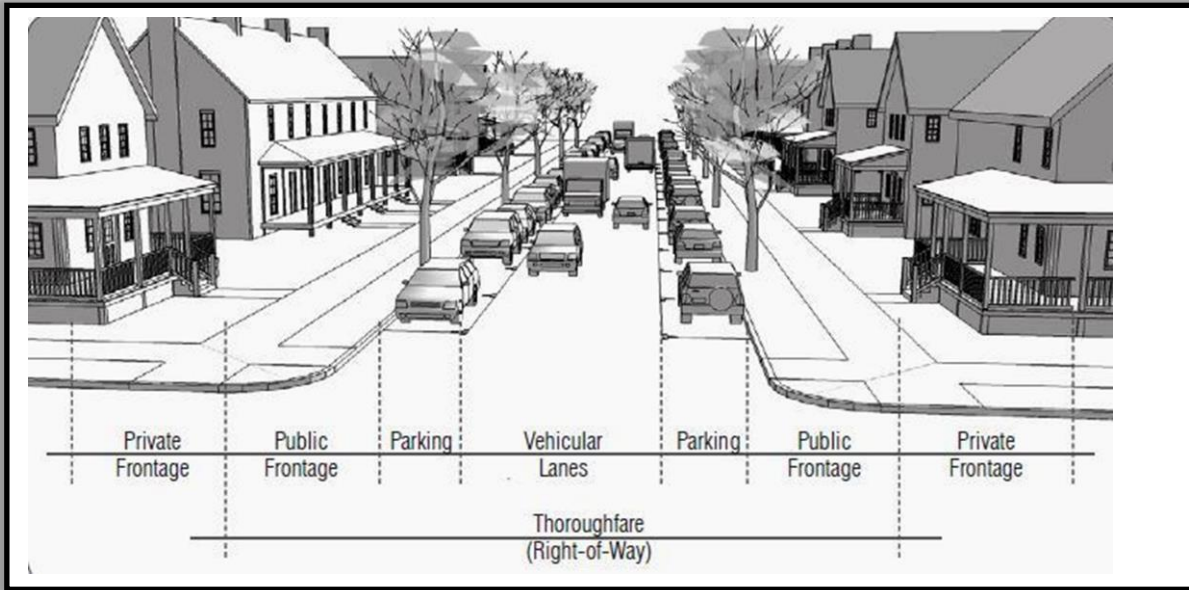 Private Public Parking Vehicular Parking Public Private
Frontage Frontage Lanes Frontage Frontage
Thoroughfare
(Right-of-Way)